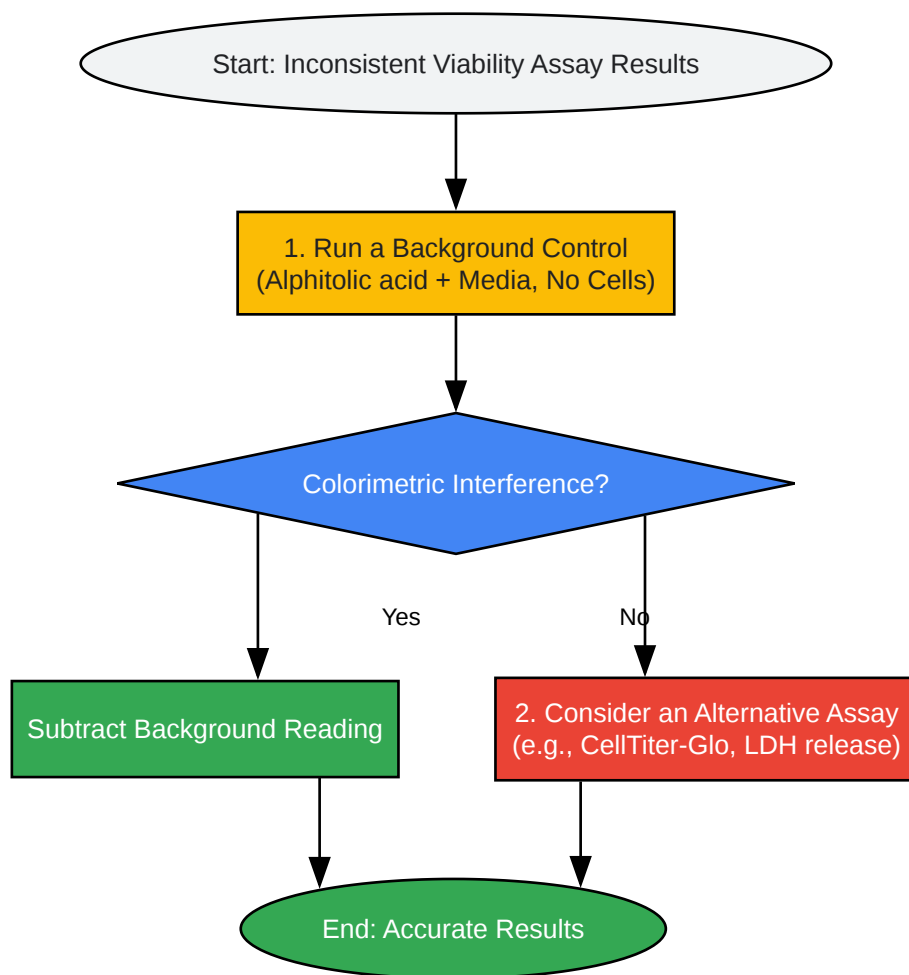 Start: Inconsistent Viability Assay Results
1. Run a Background Control
(Alphitolic acid + Media, No Cells)
Colorimetric Interference?
Yes
No
Subtract Background Reading
2. Consider an Alternative Assay
(e.g., CellTiter-Glo, LDH release)
End: Accurate Results